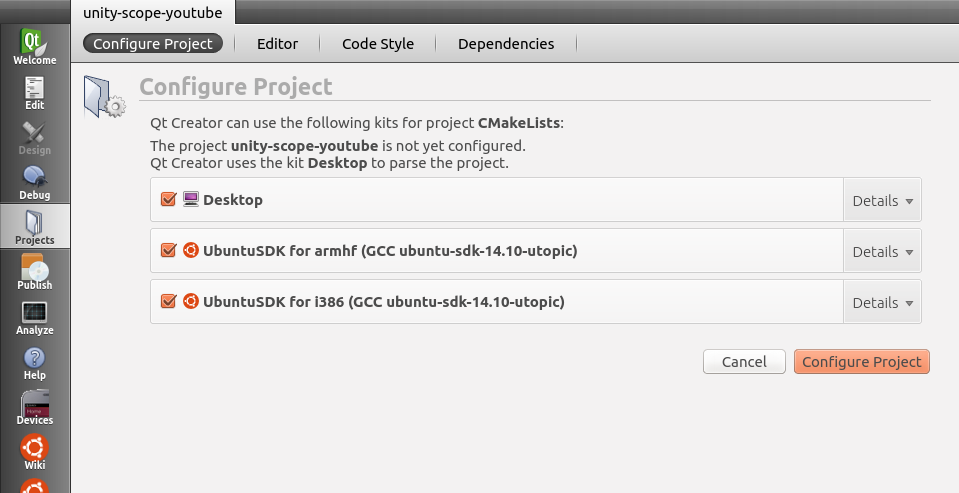 unity-scope-youtube
Configure Project Editor Code Style Dependencies
Qt
Welcome
Edit
Design
Debug
Projects
Publish
Analyze
Help
Devices
Wiki
Configure Project
Qt Creator can use the following kits for project CMakeLists:
The project unity-scope-youtube is not yet configured.
Qt Creator uses the kit Desktop to parse the project.
Desktop Details
UbuntuSDK for armhf (GCC ubuntu-sdk-14.10-utopic) Details
UbuntuSDK for i386 (GCC ubuntu-sdk-14.10-utopic) Details
Cancel Configure Project